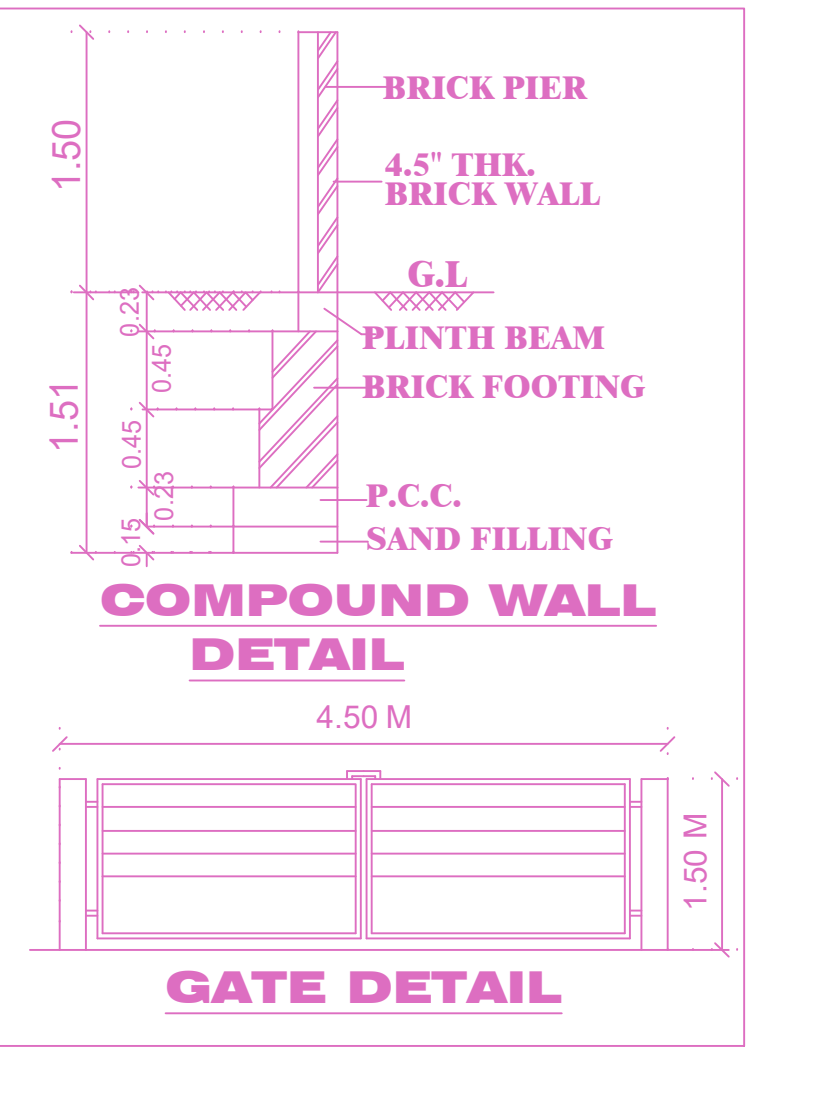 1.50
BRICK PIER
4.5" THK.
BRICK WALL
G.L
0.23
PLINTH BEAM
0.45
BRICK FOOTING
1.51
0.45
0.23
P.C.C.
0.15
SAND FILLING
COMPOUND WALL
DETAIL
4.50 M
1.50 M
GATE DETAIL